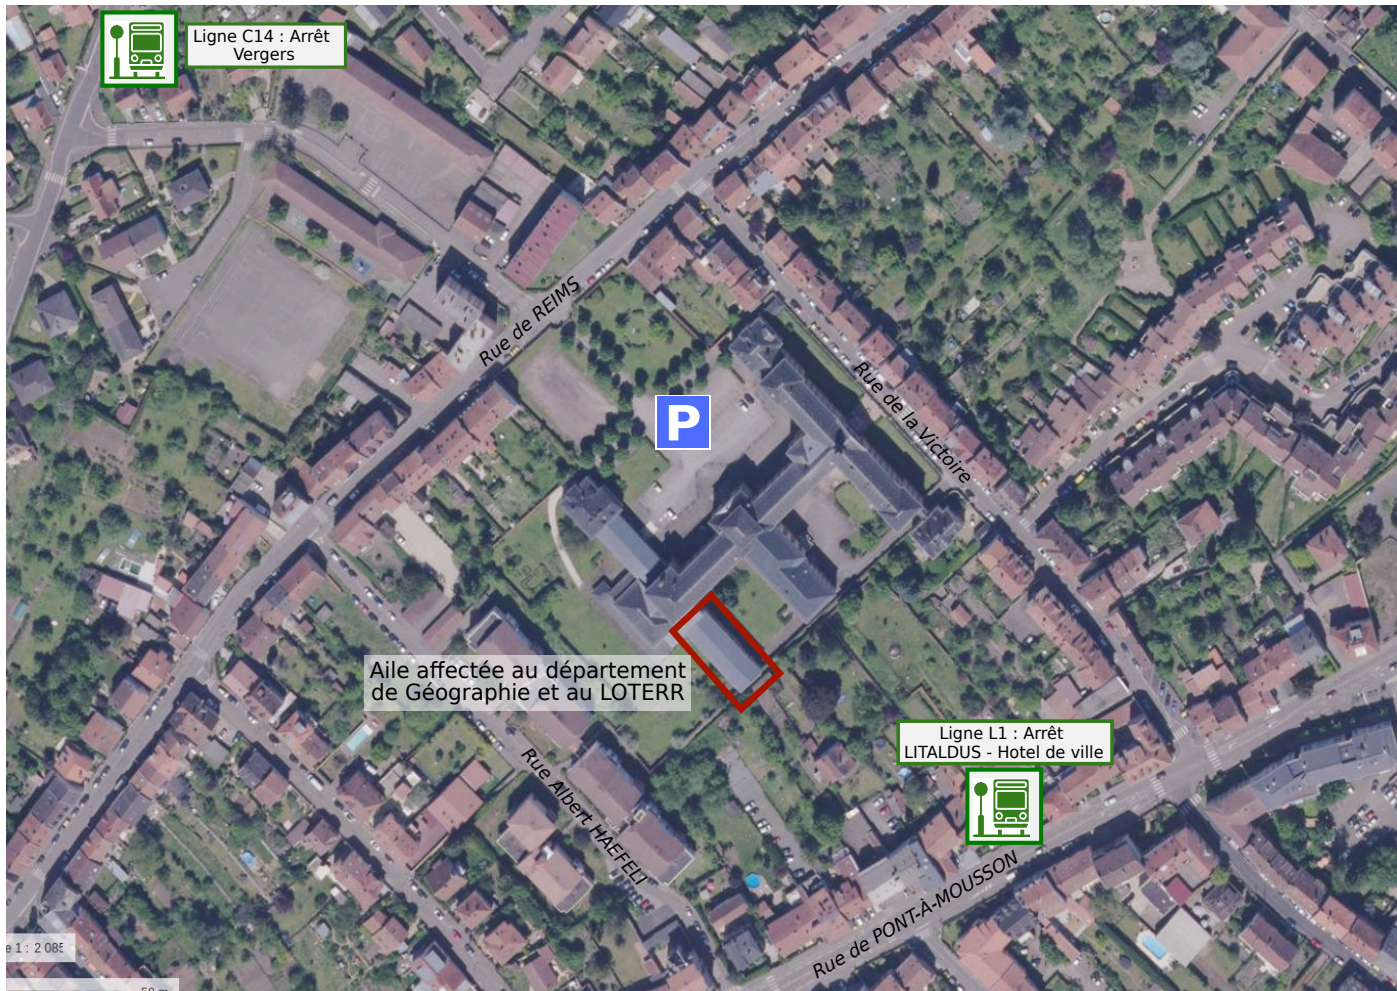 Ligne C14 : Arrêt
Vergers
Rue de REIMS
P
Rue de la Victoire
Aile affectée au département
de Géographie et au LOTERR
Ligne L1 : Arrêt
LITALDUS - Hotel de ville
Rue Albert HAEFELI
Rue de PONT-À-MOUSSON
e 1 : 2 085